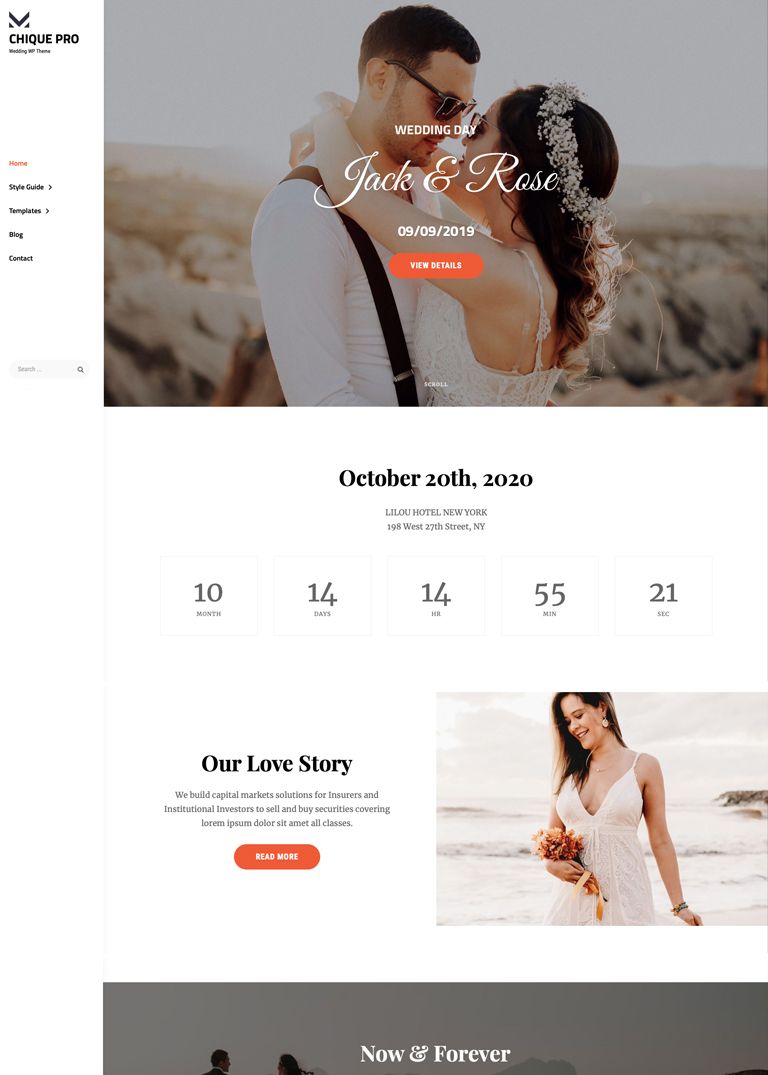 CHIQUE PRO
Wedding WP Theme
Home
Style Guide
Templates
Blog
Contact
Search ...
WEDDING DAY
Jack & Rose
09/09/2019
VIEW DETAILS
SCROLL
October 20th, 2020
LILOU HOTEL NEW YORK
198 West 27th Street, NY
10
MONTH
14
DAYS
14
HR
55
MIN
21
SEC
Our Love Story
We build capital markets solutions for Insurers and
Institutional Investors to sell and buy securities covering
lorem ipsum dolor sit amet all classes.
READ MORE
Now & Forever